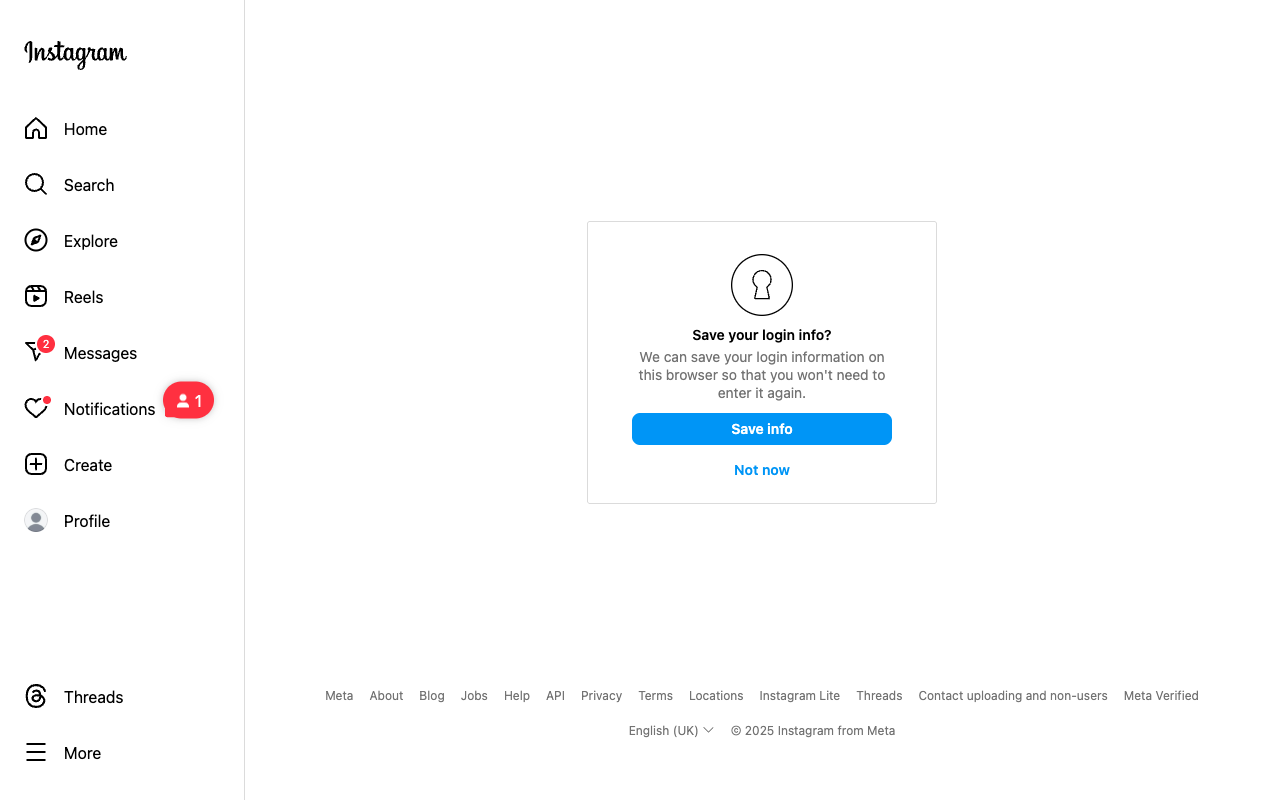 Instagram
Home
Search
Explore
Reels
2
Messages
Notifications
1
Create
Profile
Threads
More
Save your login info?
We can save your login information on
this browser so that you won't need to
enter it again.
Save info
Not now
Meta About Blog Jobs Help API Privacy Terms Locations Instagram Lite Threads Contact uploading and non-users Meta Verified
English (UK) © 2025 Instagram from Meta